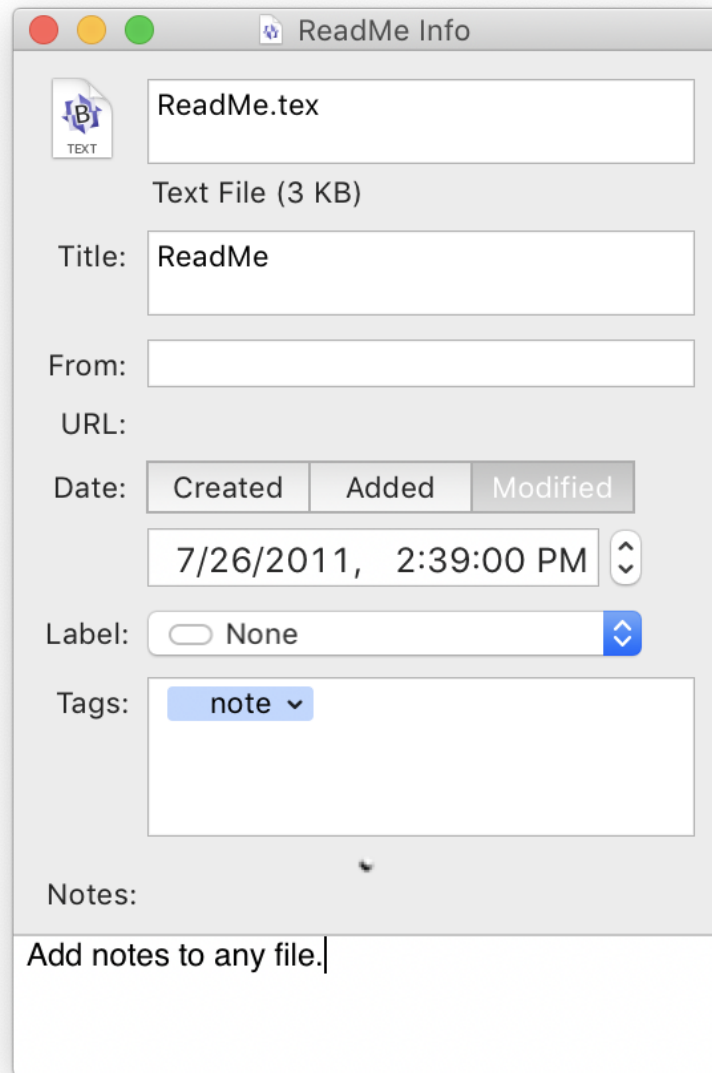 ReadMe Info
B
TEXT
ReadMe.tex
Text File (3 KB)
Title: ReadMe
From:
URL:
Date: Created Added Modified
7/26/2011, 2:39:00 PM
Label: None
Tags: note
Notes:
Add notes to any file.